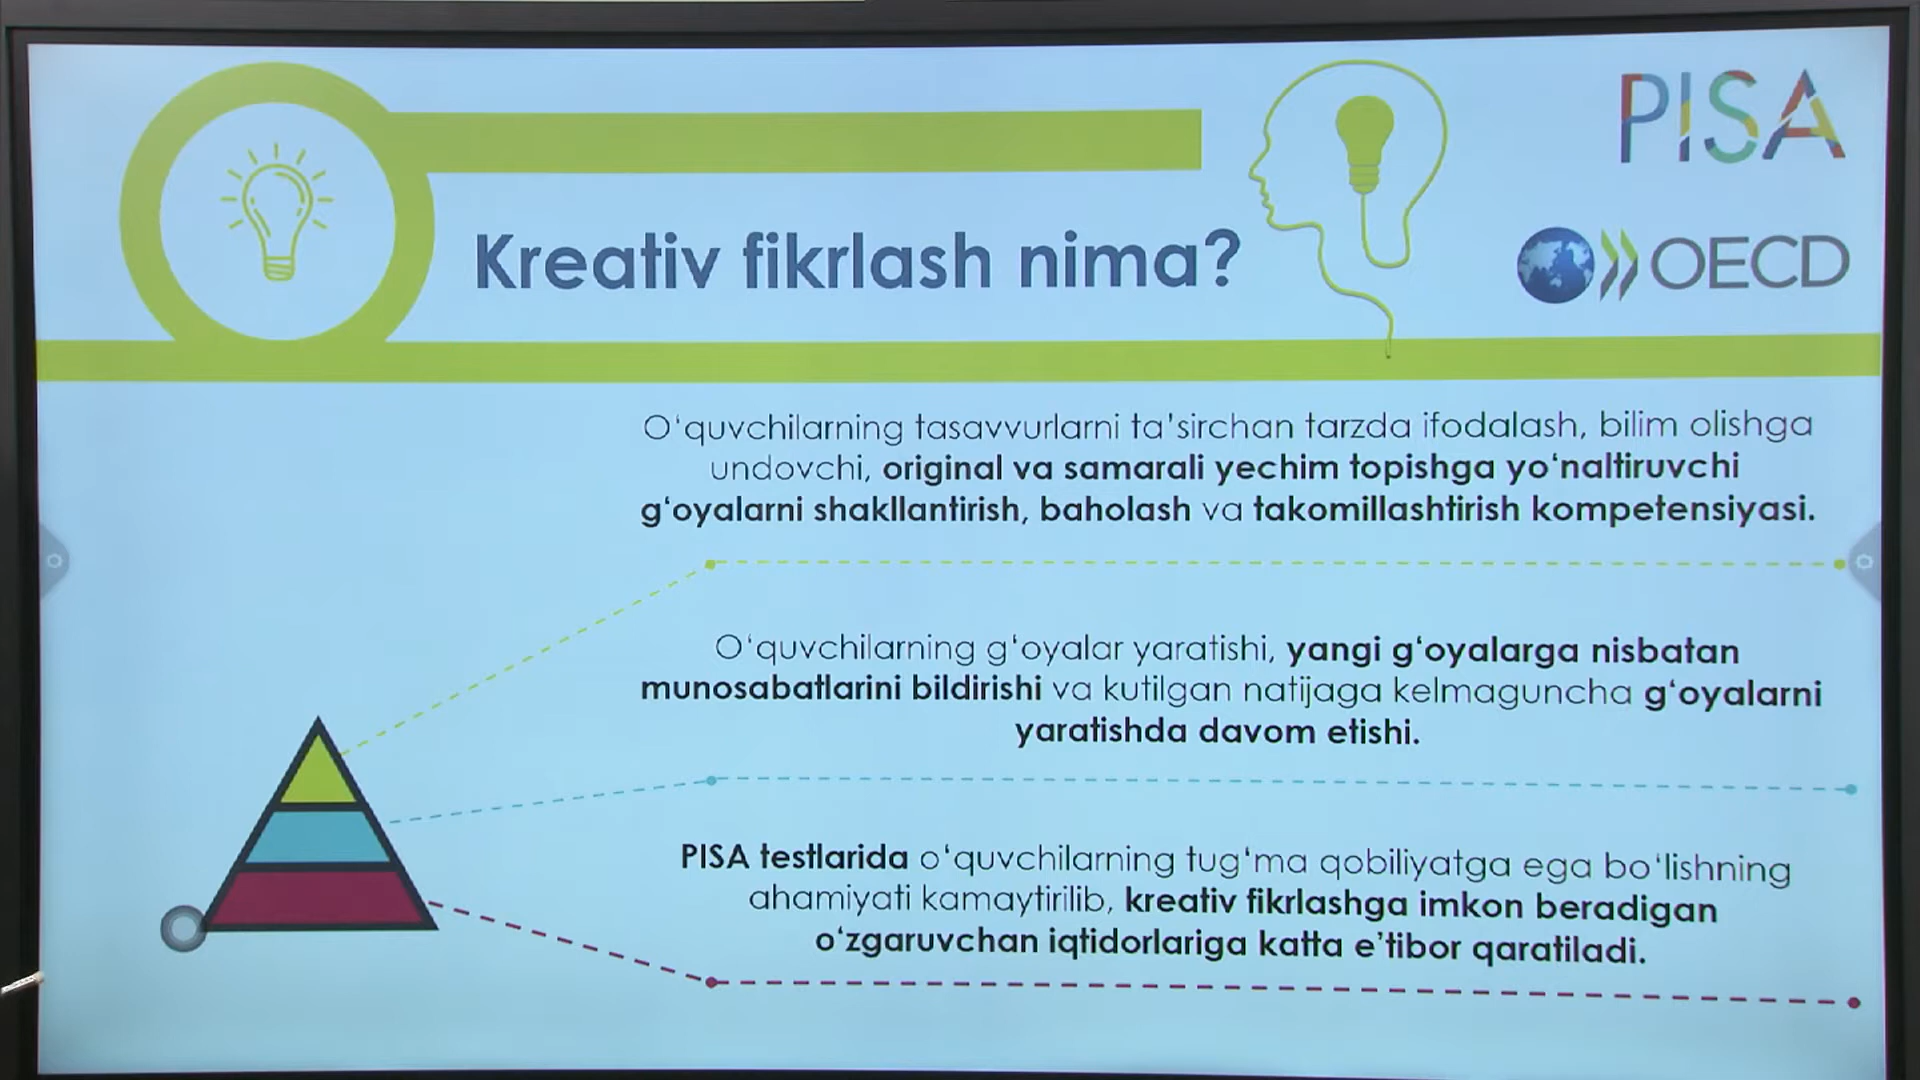 PISA
OECD
Kreativ fikrlash nima?
O‘quvchilarning tasavvurlarni ta'sirchan tarzda ifodalash, bilim olishga
undovchi, original va samarali yechim topishga yo‘naltiruvchi
g‘oyalarni shakllantirish, baholash va takomillashtirish kompetensiyasi.
O‘quvchilarning g‘oyalar yaratishi, yangi g‘oyalarga nisbatan
munosabatlarini bildirishi va kutilgan natijaga kelmaguncha g‘oyalarni
yaratishda davom etishi.
PISA testlarida o‘quvchilarning tug‘ma qobiliyatga ega bo‘lishning
ahamiyati kamaytirilib, kreativ fikrlashga imkon beradigan
o‘zgaruvchan iqtidorlariga katta e’tibor qaratiladi.